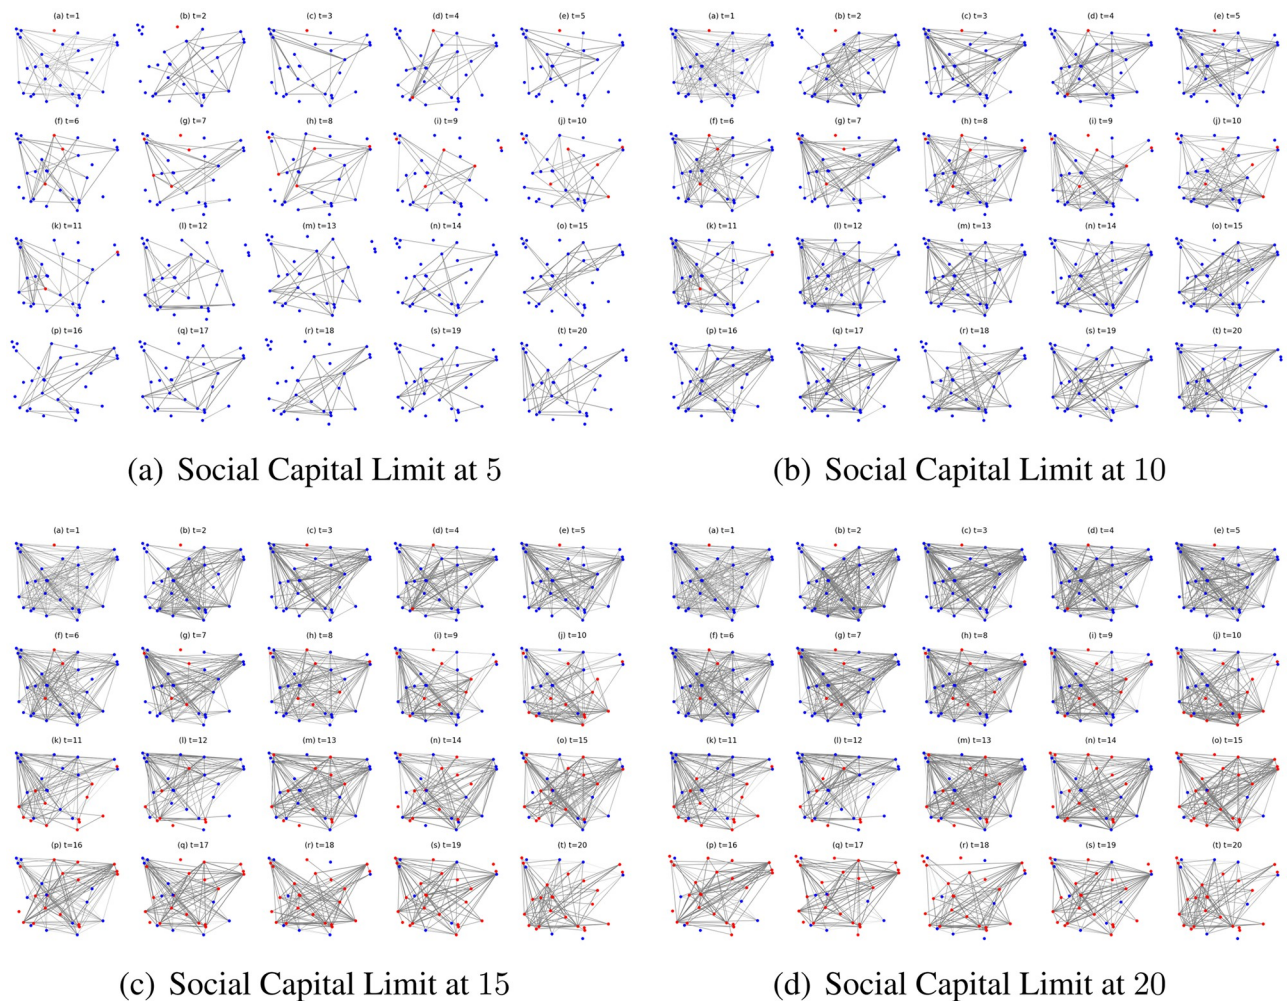 (a) t=1 (b) t=2 (c) t=3 (d) t=4 (e) t=5
(f) t=6 (g) t=7 (h) t=8 (i) t=9 (j) t=10
(k) t=11 (l) t=12 (m) t=13 (n) t=14 (o) t=15
(p) t=16 (q) t=17 (r) t=18 (s) t=19 (t) t=20
(a) Social Capital Limit at 5
(a) t=1 (b) t=2 (c) t=3 (d) t=4 (e) t=5
(f) t=6 (g) t=7 (h) t=8 (i) t=9 (j) t=10
(k) t=11 (l) t=12 (m) t=13 (n) t=14 (o) t=15
(p) t=16 (q) t=17 (r) t=18 (s) t=19 (t) t=20
(b) Social Capital Limit at 10
(a) t=1 (b) t=2 (c) t=3 (d) t=4 (e) t=5
(f) t=6 (g) t=7 (h) t=8 (i) t=9 (j) t=10
(k) t=11 (l) t=12 (m) t=13 (n) t=14 (o) t=15
(p) t=16 (q) t=17 (r) t=18 (s) t=19 (t) t=20
(c) Social Capital Limit at 15
(a) t=1 (b) t=2 (c) t=3 (d) t=4 (e) t=5
(f) t=6 (g) t=7 (h) t=8 (i) t=9 (j) t=10
(k) t=11 (l) t=12 (m) t=13 (n) t=14 (o) t=15
(p) t=16 (q) t=17 (r) t=18 (s) t=19 (t) t=20
(d) Social Capital Limit at 20